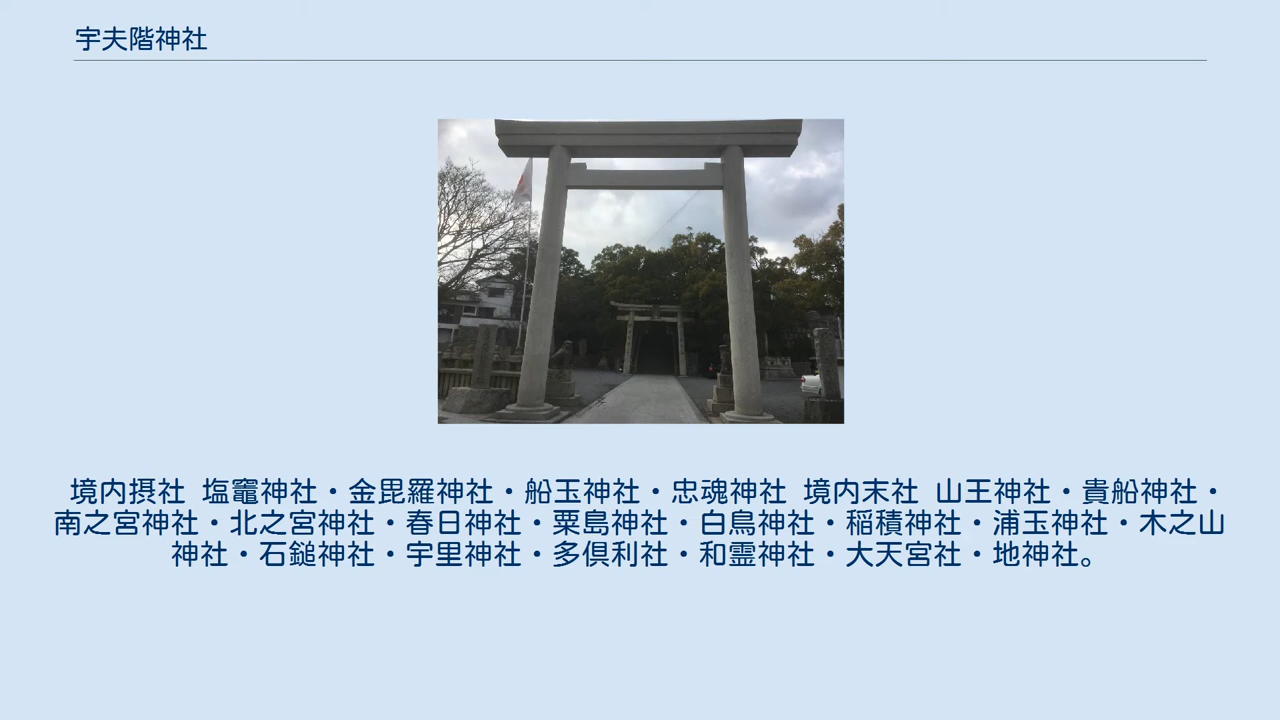 宇夫階神社
境内摂社 塩竈神社・金毘羅神社・船玉神社・忠魂神社 境内末社 山王神社・貴船神社・
南之宮神社・北之宮神社・春日神社・粟島神社・白鳥神社・稲積神社・浦玉神社・木之山
神社・石鎚神社・宇里神社・多倶利社・和霊神社・大天宮社・地神社。